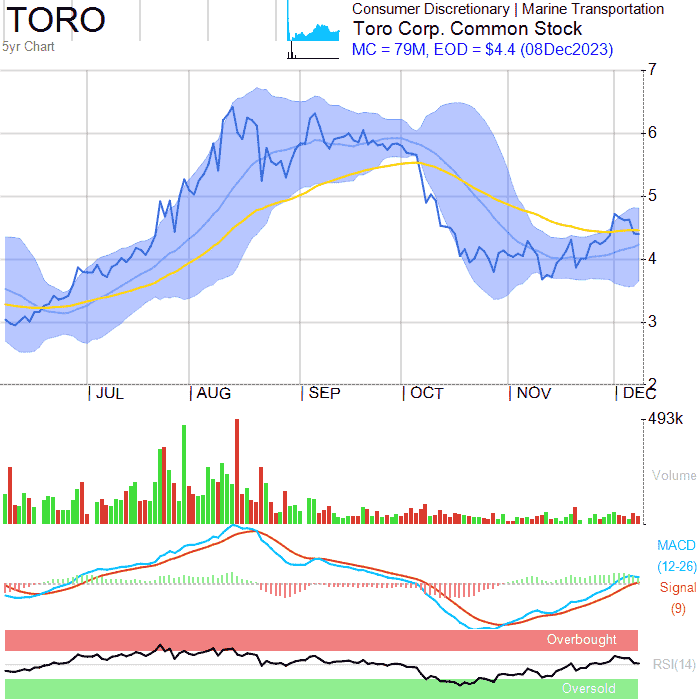 TORO
5yr Chart
Consumer Discretionary | Marine Transportation
Toro Corp. Common Stock
MC = 79M, EOD = $4.4 (08Dec2023)
7
6
5
4
3
2
JUL AUG SEP OCT NOV DEC
493k
Volume
MACD
(12-26)
Signal
(9)
Overbought
RSI(14)
Oversold